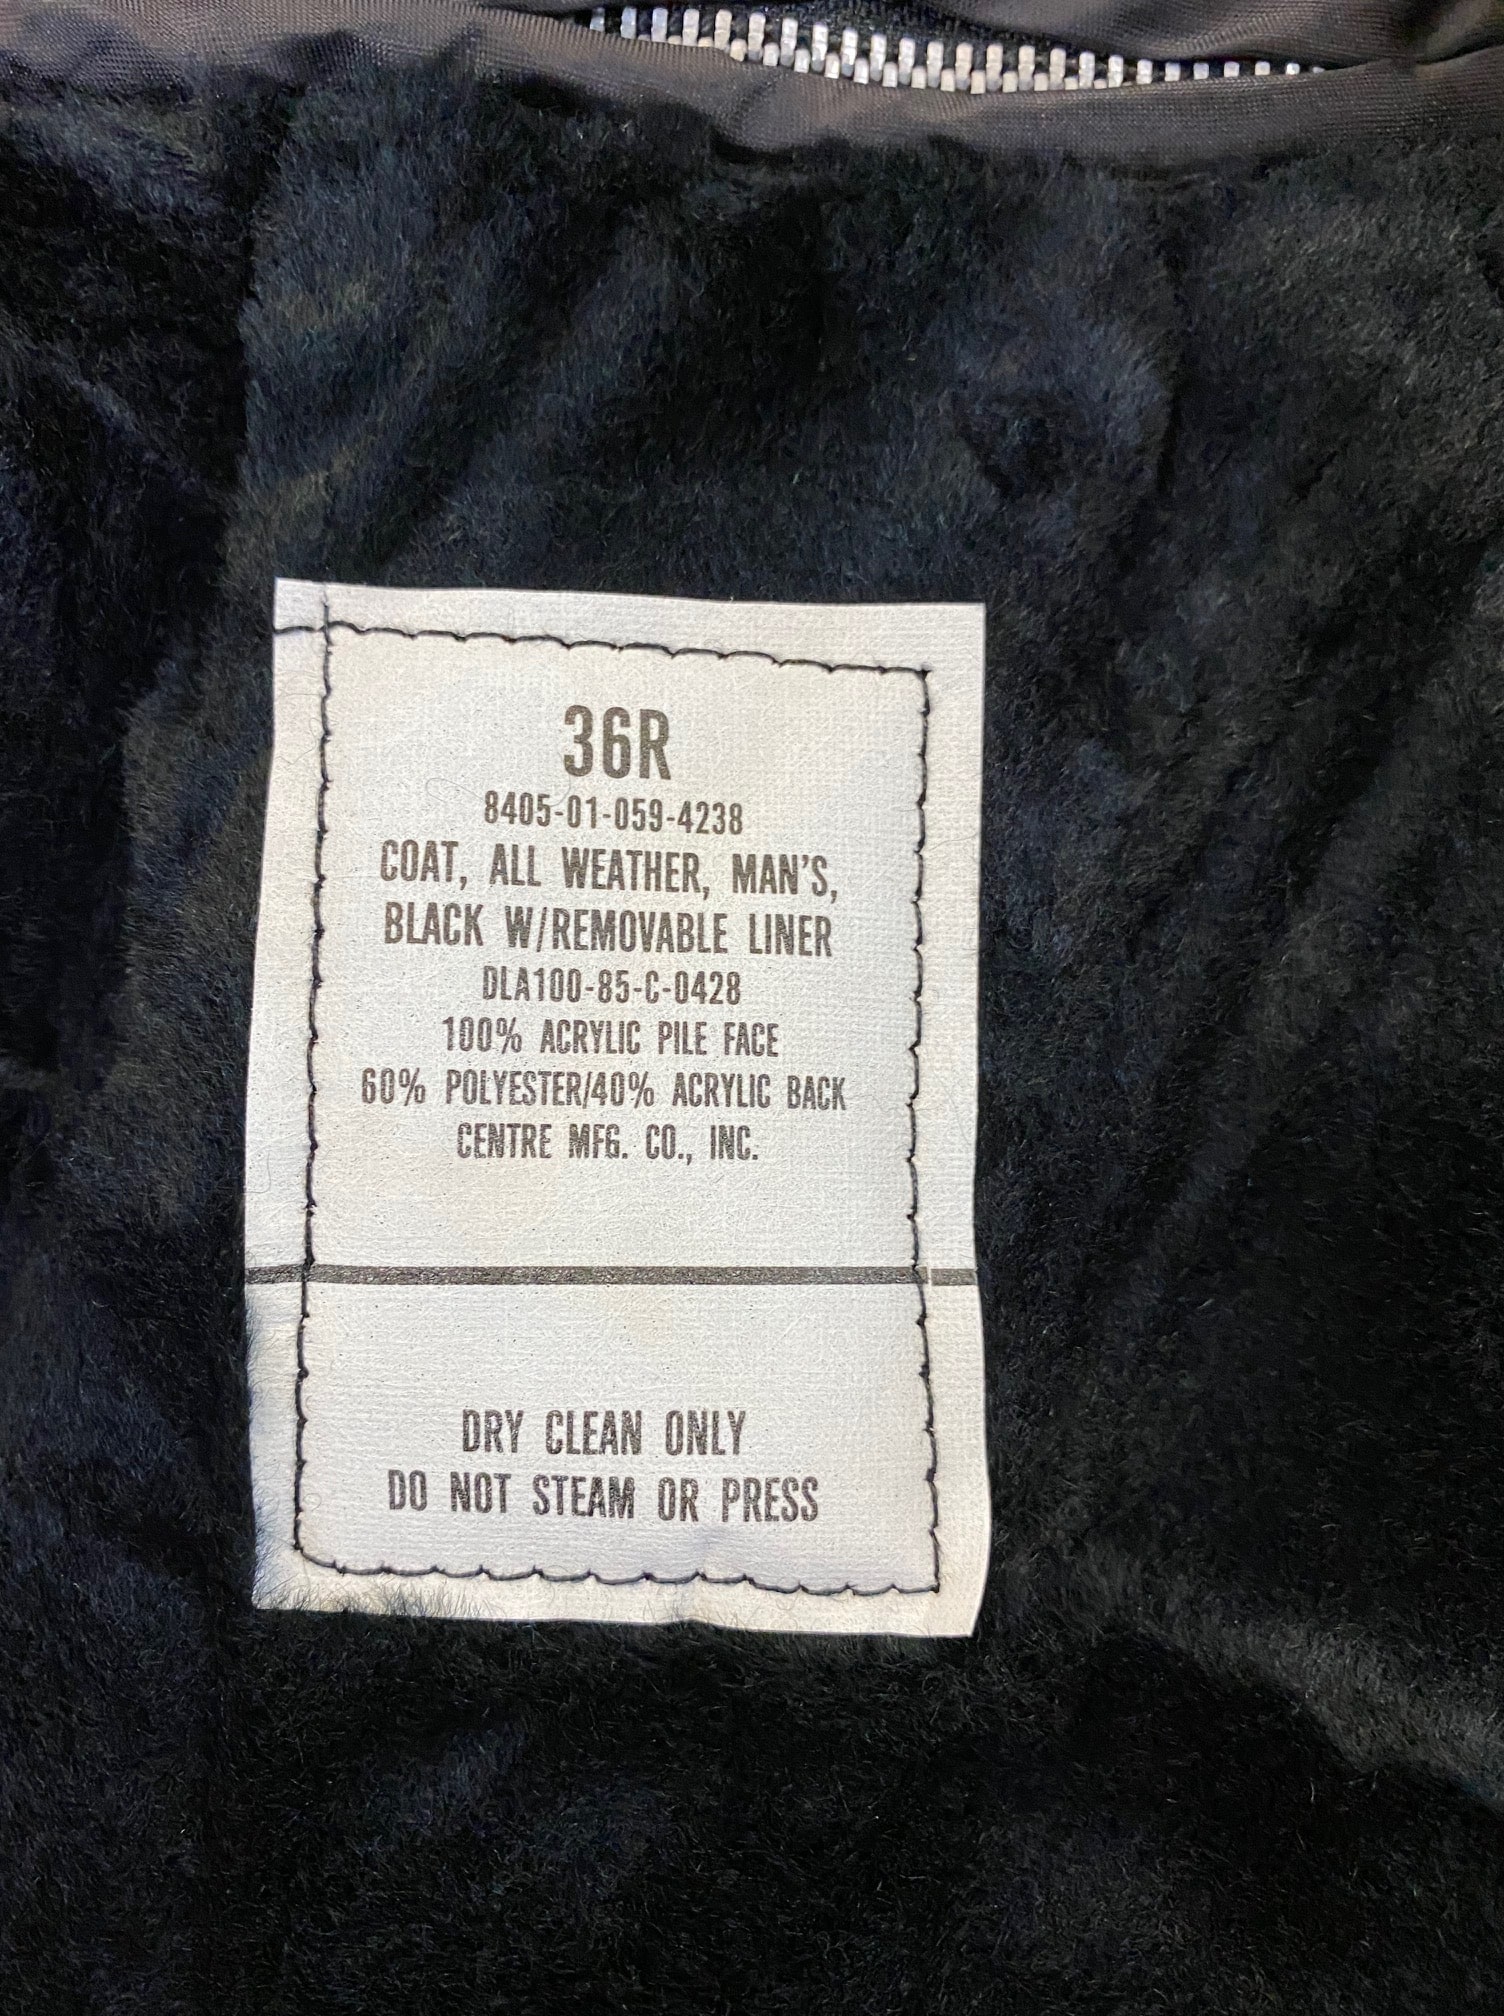 36R
8405-01-059-4238
COAT, ALL WEATHER, MAN'S,
BLACK W/REMOVABLE LINER
DLA100-85-C-0428
100% ACRYLIC PILE FACE
60% POLYESTER/40% ACRYLIC BACK
CENTRE MFG. CO., INC.
DRY CLEAN ONLY
DO NOT STEAM OR PRESS